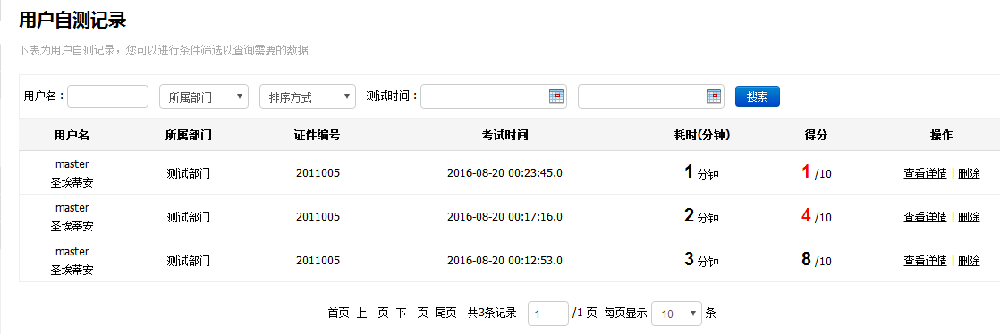 用户自测记录
下表为用户自测记录，您可以进行条件筛选以查询需要的数据
用户名： 所属部门 排序方式 测试时间： - 搜索
用户名 所属部门 证件编号 考试时间 耗时(分钟) 得分 操作
master
圣埃蒂安 测试部门 2011005 2016-08-20 00:23:45.0 1 分钟 1 /10 查看详情 | 删除
master
圣埃蒂安 测试部门 2011005 2016-08-20 00:17:16.0 2 分钟 4 /10 查看详情 | 删除
master
圣埃蒂安 测试部门 2011005 2016-08-20 00:12:53.0 3 分钟 8 /10 查看详情 | 删除
首页 上一页 下一页 尾页 共3条记录 1 /1 页 每页显示 10 条